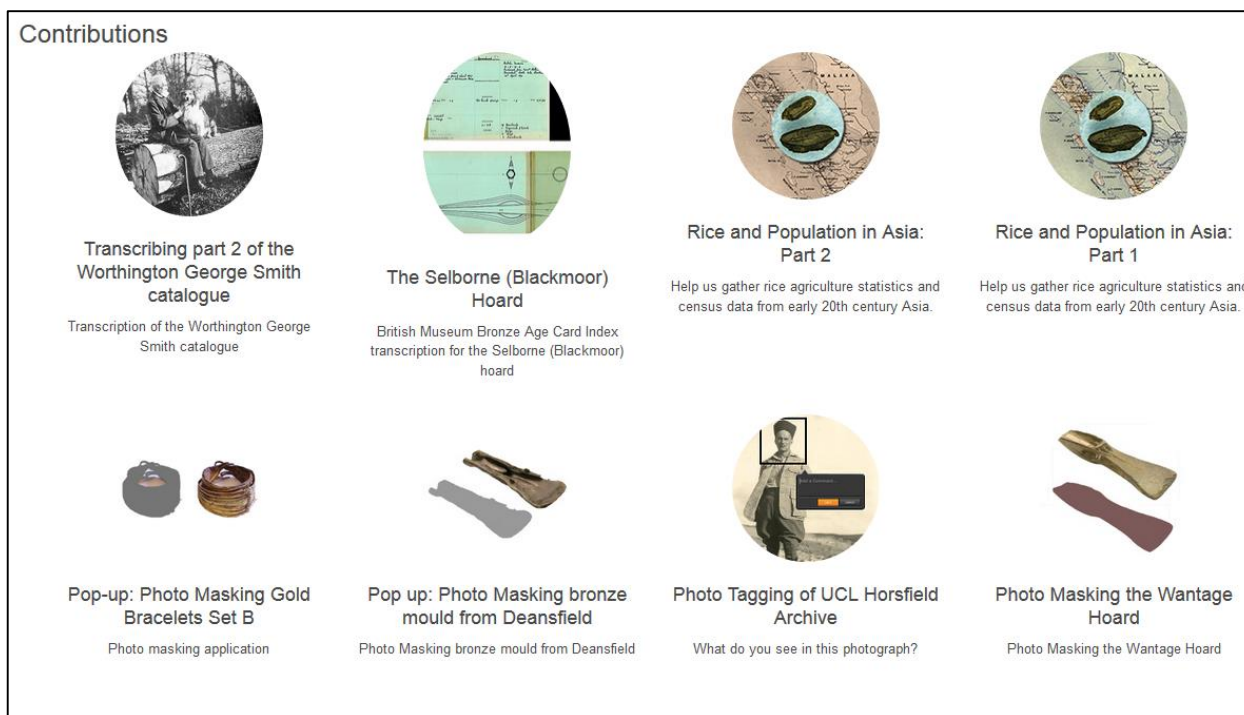 Contributions
MALAKA
MALAKA
Transcribing part 2 of the
Worthington George Smith
catalogue
Transcription of the Worthington George
Smith catalogue
The Selborne (Blackmoor)
Hoard
British Museum Bronze Age Card Index
transcription for the Selborne (Blackmoor)
hoard
Rice and Population in Asia:
Part 2
Help us gather rice agriculture statistics and
census data from early 20th century Asia.
Rice and Population in Asia:
Part 1
Help us gather rice agriculture statistics and
census data from early 20th century Asia.
Pop-up: Photo Masking Gold
Bracelets Set B
Photo masking application
Pop up: Photo Masking bronze
mould from Deansfield
Photo Masking bronze mould from Deansfield
Photo Tagging of UCL Horsfield
Archive
What do you see in this photograph?
Photo Masking the Wantage
Hoard
Photo Masking the Wantage Hoard